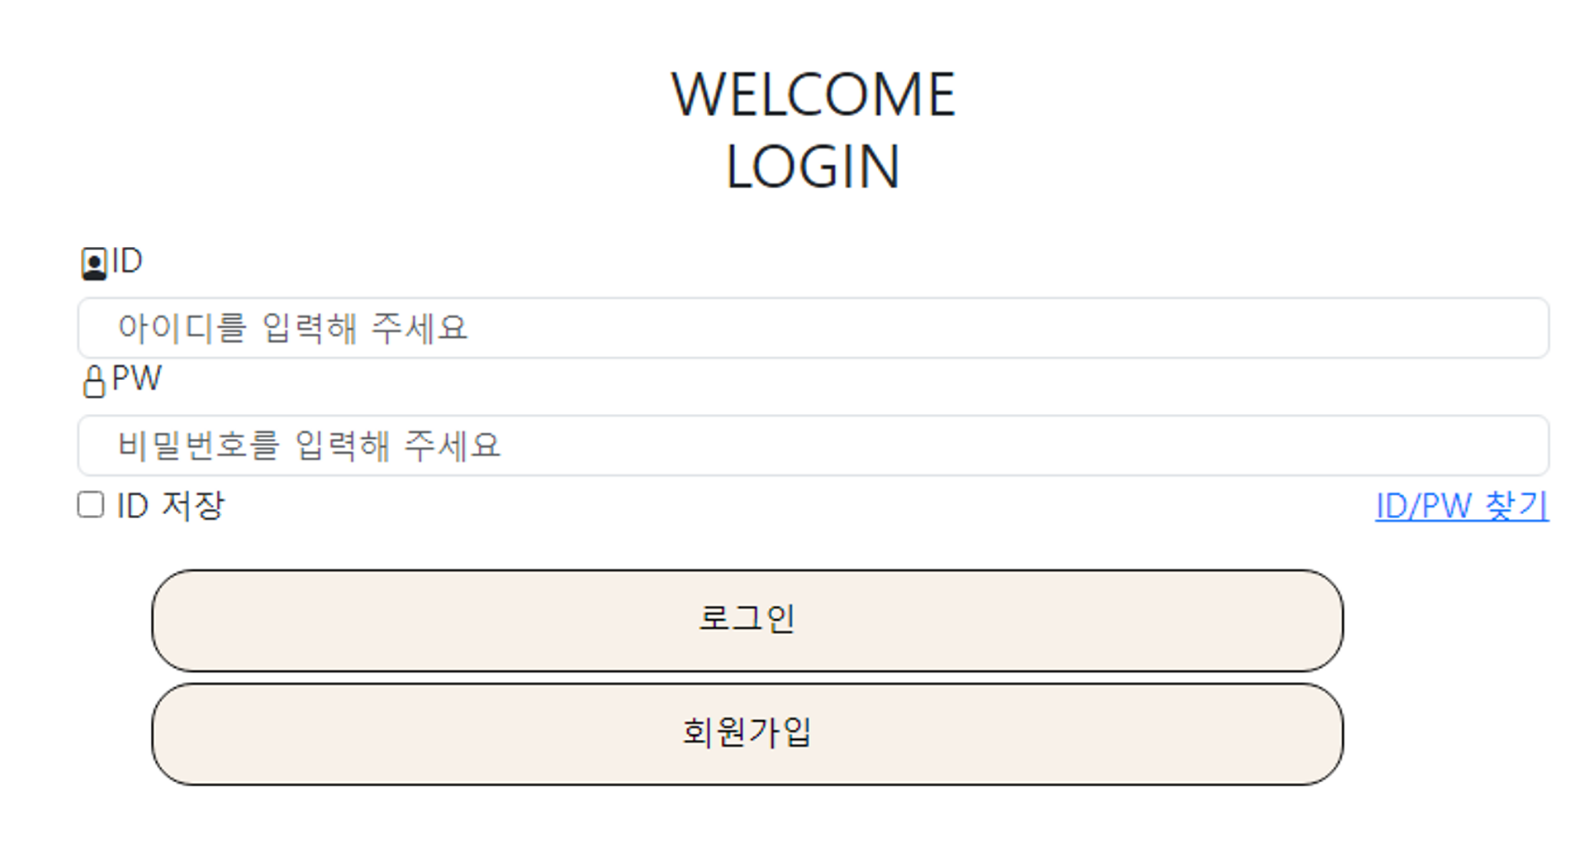 WELCOME
LOGIN
ID
아이디를 입력해 주세요
PW
비밀번호를 입력해 주세요
ID 저장
ID/PW 찾기
로그인
회원가입